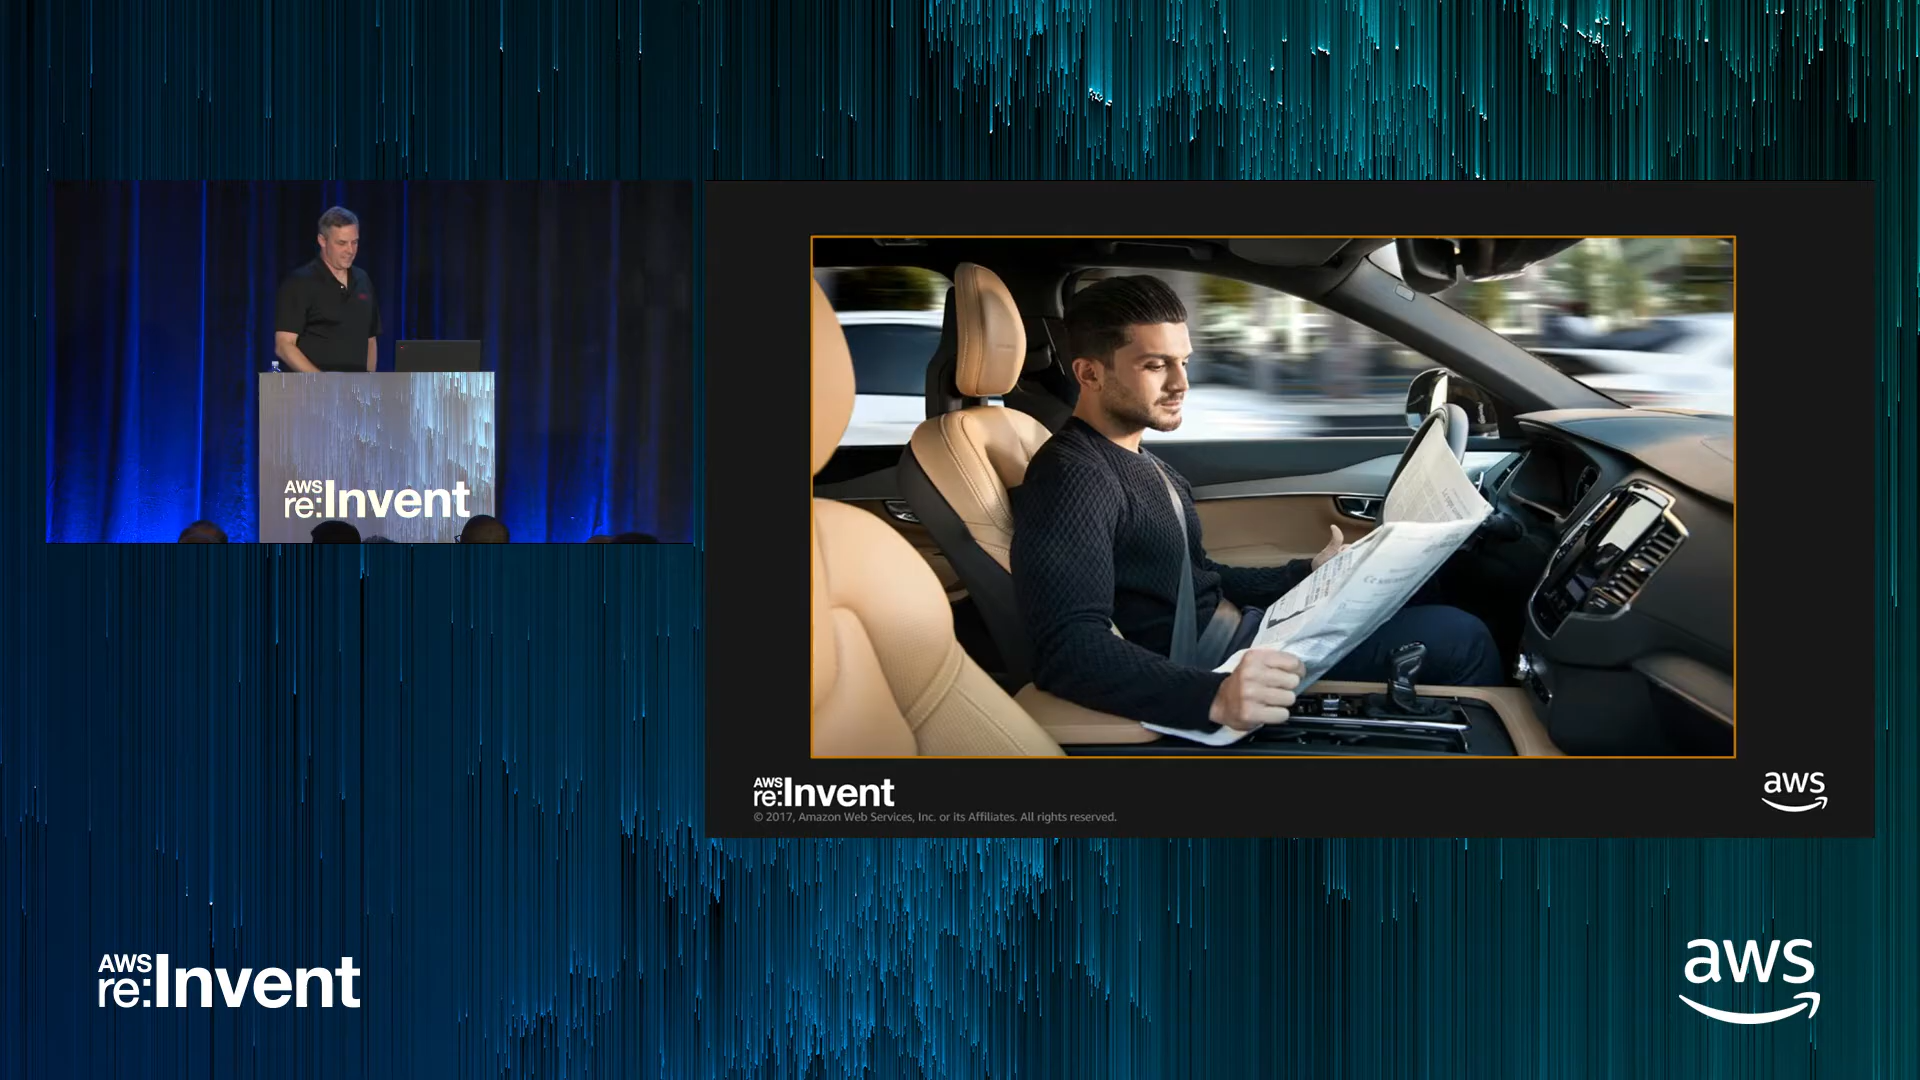 AWS
re:Invent
AWS
re:Invent
© 2017, Amazon Web Services, Inc. or its Affiliates. All rights reserved.
aws
AWS
re:Invent
aws